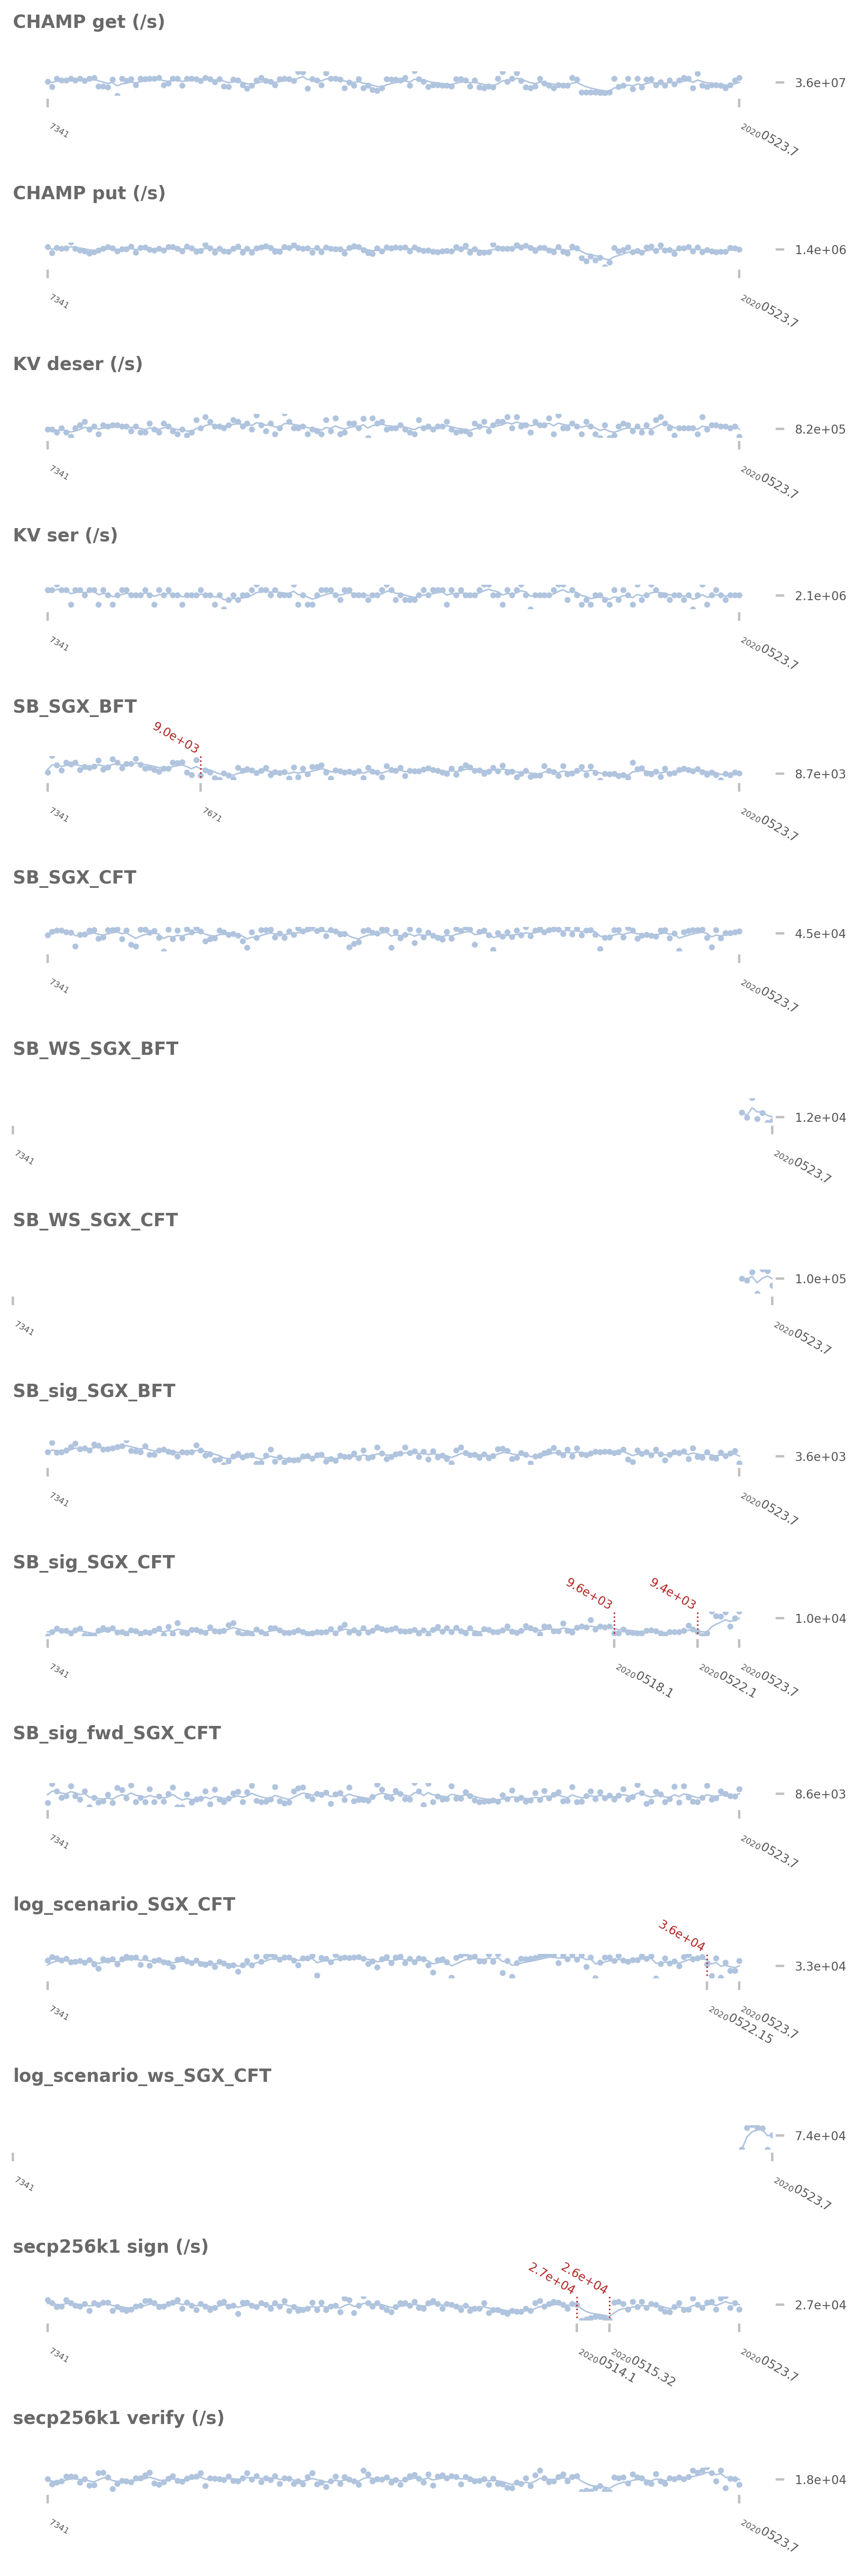 CHAMP get (/s)
3.6e+07
7341
20200523.7
CHAMP put (/s)
1.4e+06
7341
20200523.7
KV deser (/s)
8.2e+05
7341
20200523.7
KV ser (/s)
2.1e+06
7341
20200523.7
SB_SGX_BFT
9.0e+03
8.7e+03
7341
7671
20200523.7
SB_SGX_CFT
4.5e+04
7341
20200523.7
SB_WS_SGX_BFT
1.2e+04
7341
20200523.7
SB_WS_SGX_CFT
1.0e+05
7341
20200523.7
SB_sig_SGX_BFT
3.6e+03
7341
20200523.7
SB_sig_SGX_CFT
9.6e+03
9.4e+03
1.0e+04
7341
20200518.1
20200522.1
20200523.7
SB_sig_fwd_SGX_CFT
8.6e+03
7341
20200523.7
log_scenario_SGX_CFT
3.6e+04
3.3e+04
7341
20200522.15
20200523.7
log_scenario_ws_SGX_CFT
7.4e+04
7341
20200523.7
secp256k1 sign (/s)
2.7e+04
2.6e+04
2.7e+04
7341
20200514.1
20200515.32
20200523.7
secp256k1 verify (/s)
1.8e+04
7341
20200523.7